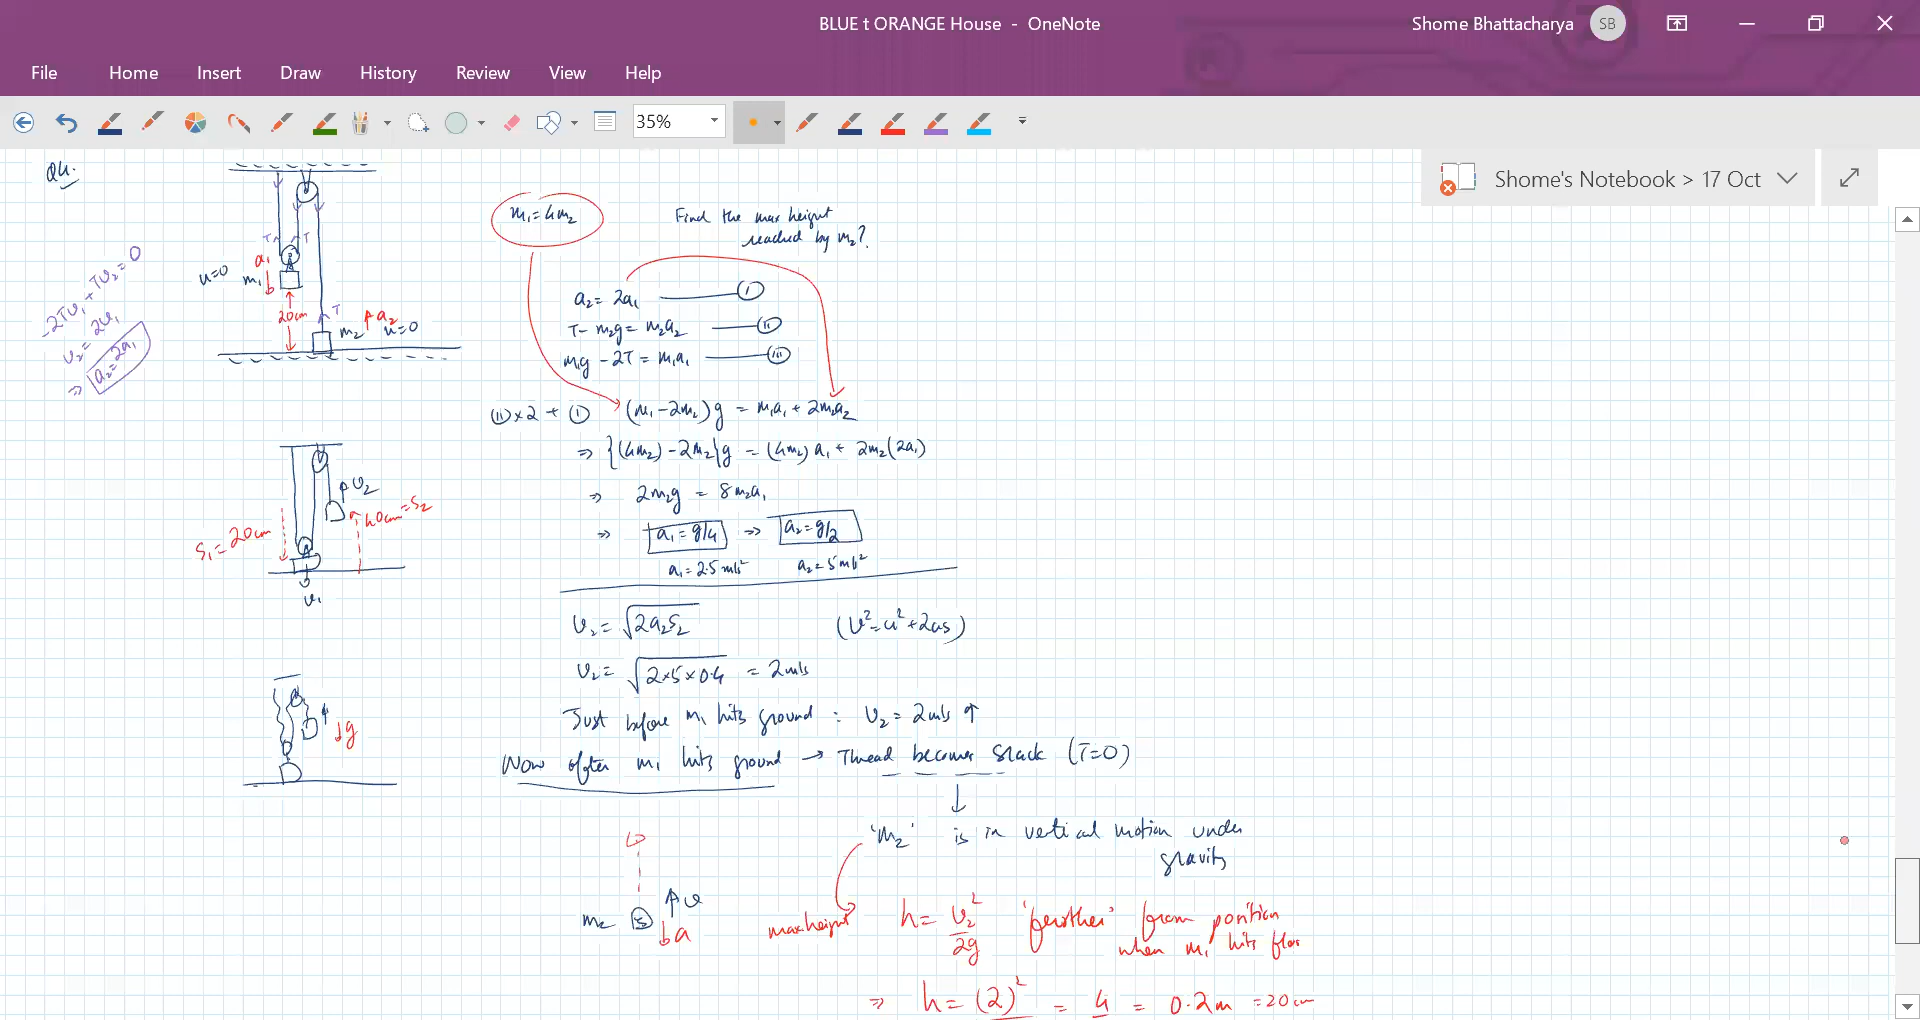 BLUE t ORANGE House - OneNote
Shome Bhattacharya
SB
File Home Insert Draw History Review View Help
35%
Shome's Notebook > 17 Oct
Q4.
T T
a₁
u=0 m₁
20cm
T
m₂ a₂ u=0
-2Tv₁ + Tv₂ = 0
v₂ = 2v₁
⇒ a₂ = 2a₁
m₁ = 4m₂
Find the max height
reached by m₂?
a₂ = 2a₁ — (i)
T - m₂g = m₂a₂ — (ii)
m₁g - 2T = m₁a₁ — (iii)
(ii) × 2 + (i) (m₁ - 2m₂)g = m₁a₁ + 2m₂a₂
⇒ {(4m₂) - 2m₂}g = (4m₂)a₁ + 2m₂(2a₁)
⇒ 2m₂g = 8m₂a₁
⇒ a₁ = g/4 ⇒ a₂ = g/2
a₁ = 2.5 m/s² a₂ = 5 m/s²
S₁ = 20cm
v₂
40cm = S₂
v₁
v₂ = √2a₂S₂ (v² = u² + 2as)
v₂ = √2×5×0.4 = 2m/s
Just before m₁ hits ground : v₂ = 2m/s ↑
Now after m₁ hits ground → Thread becomes slack (T=0)
↓g
↓
'm₂' is in vertical motion under
gravity
m₂ ↑v
↓a
max height h = v₂²/2g 'further' from position
when m₁ hits floor
⇒ h = (2)² = 4 = 0.2m = 20cm